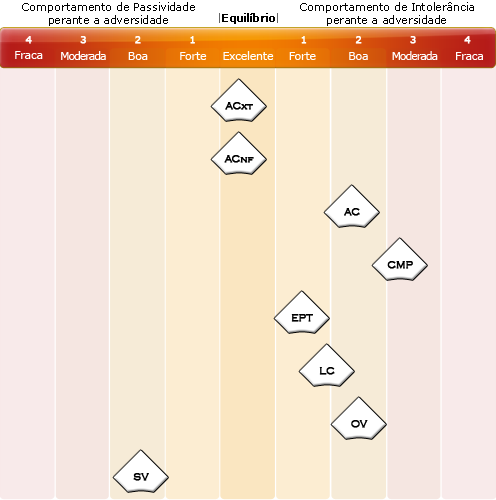 Comportamento de Passividade
perante a adversidade
|Equilíbrio|
Comportamento de Intolerância
perante a adversidade
4 3 2 1 1 2 3 4
Fraca Moderada Boa Forte Excelente Forte Boa Moderada Fraca
ACXT
ACNF
AC
CMP
EPT
LC
OV
SV